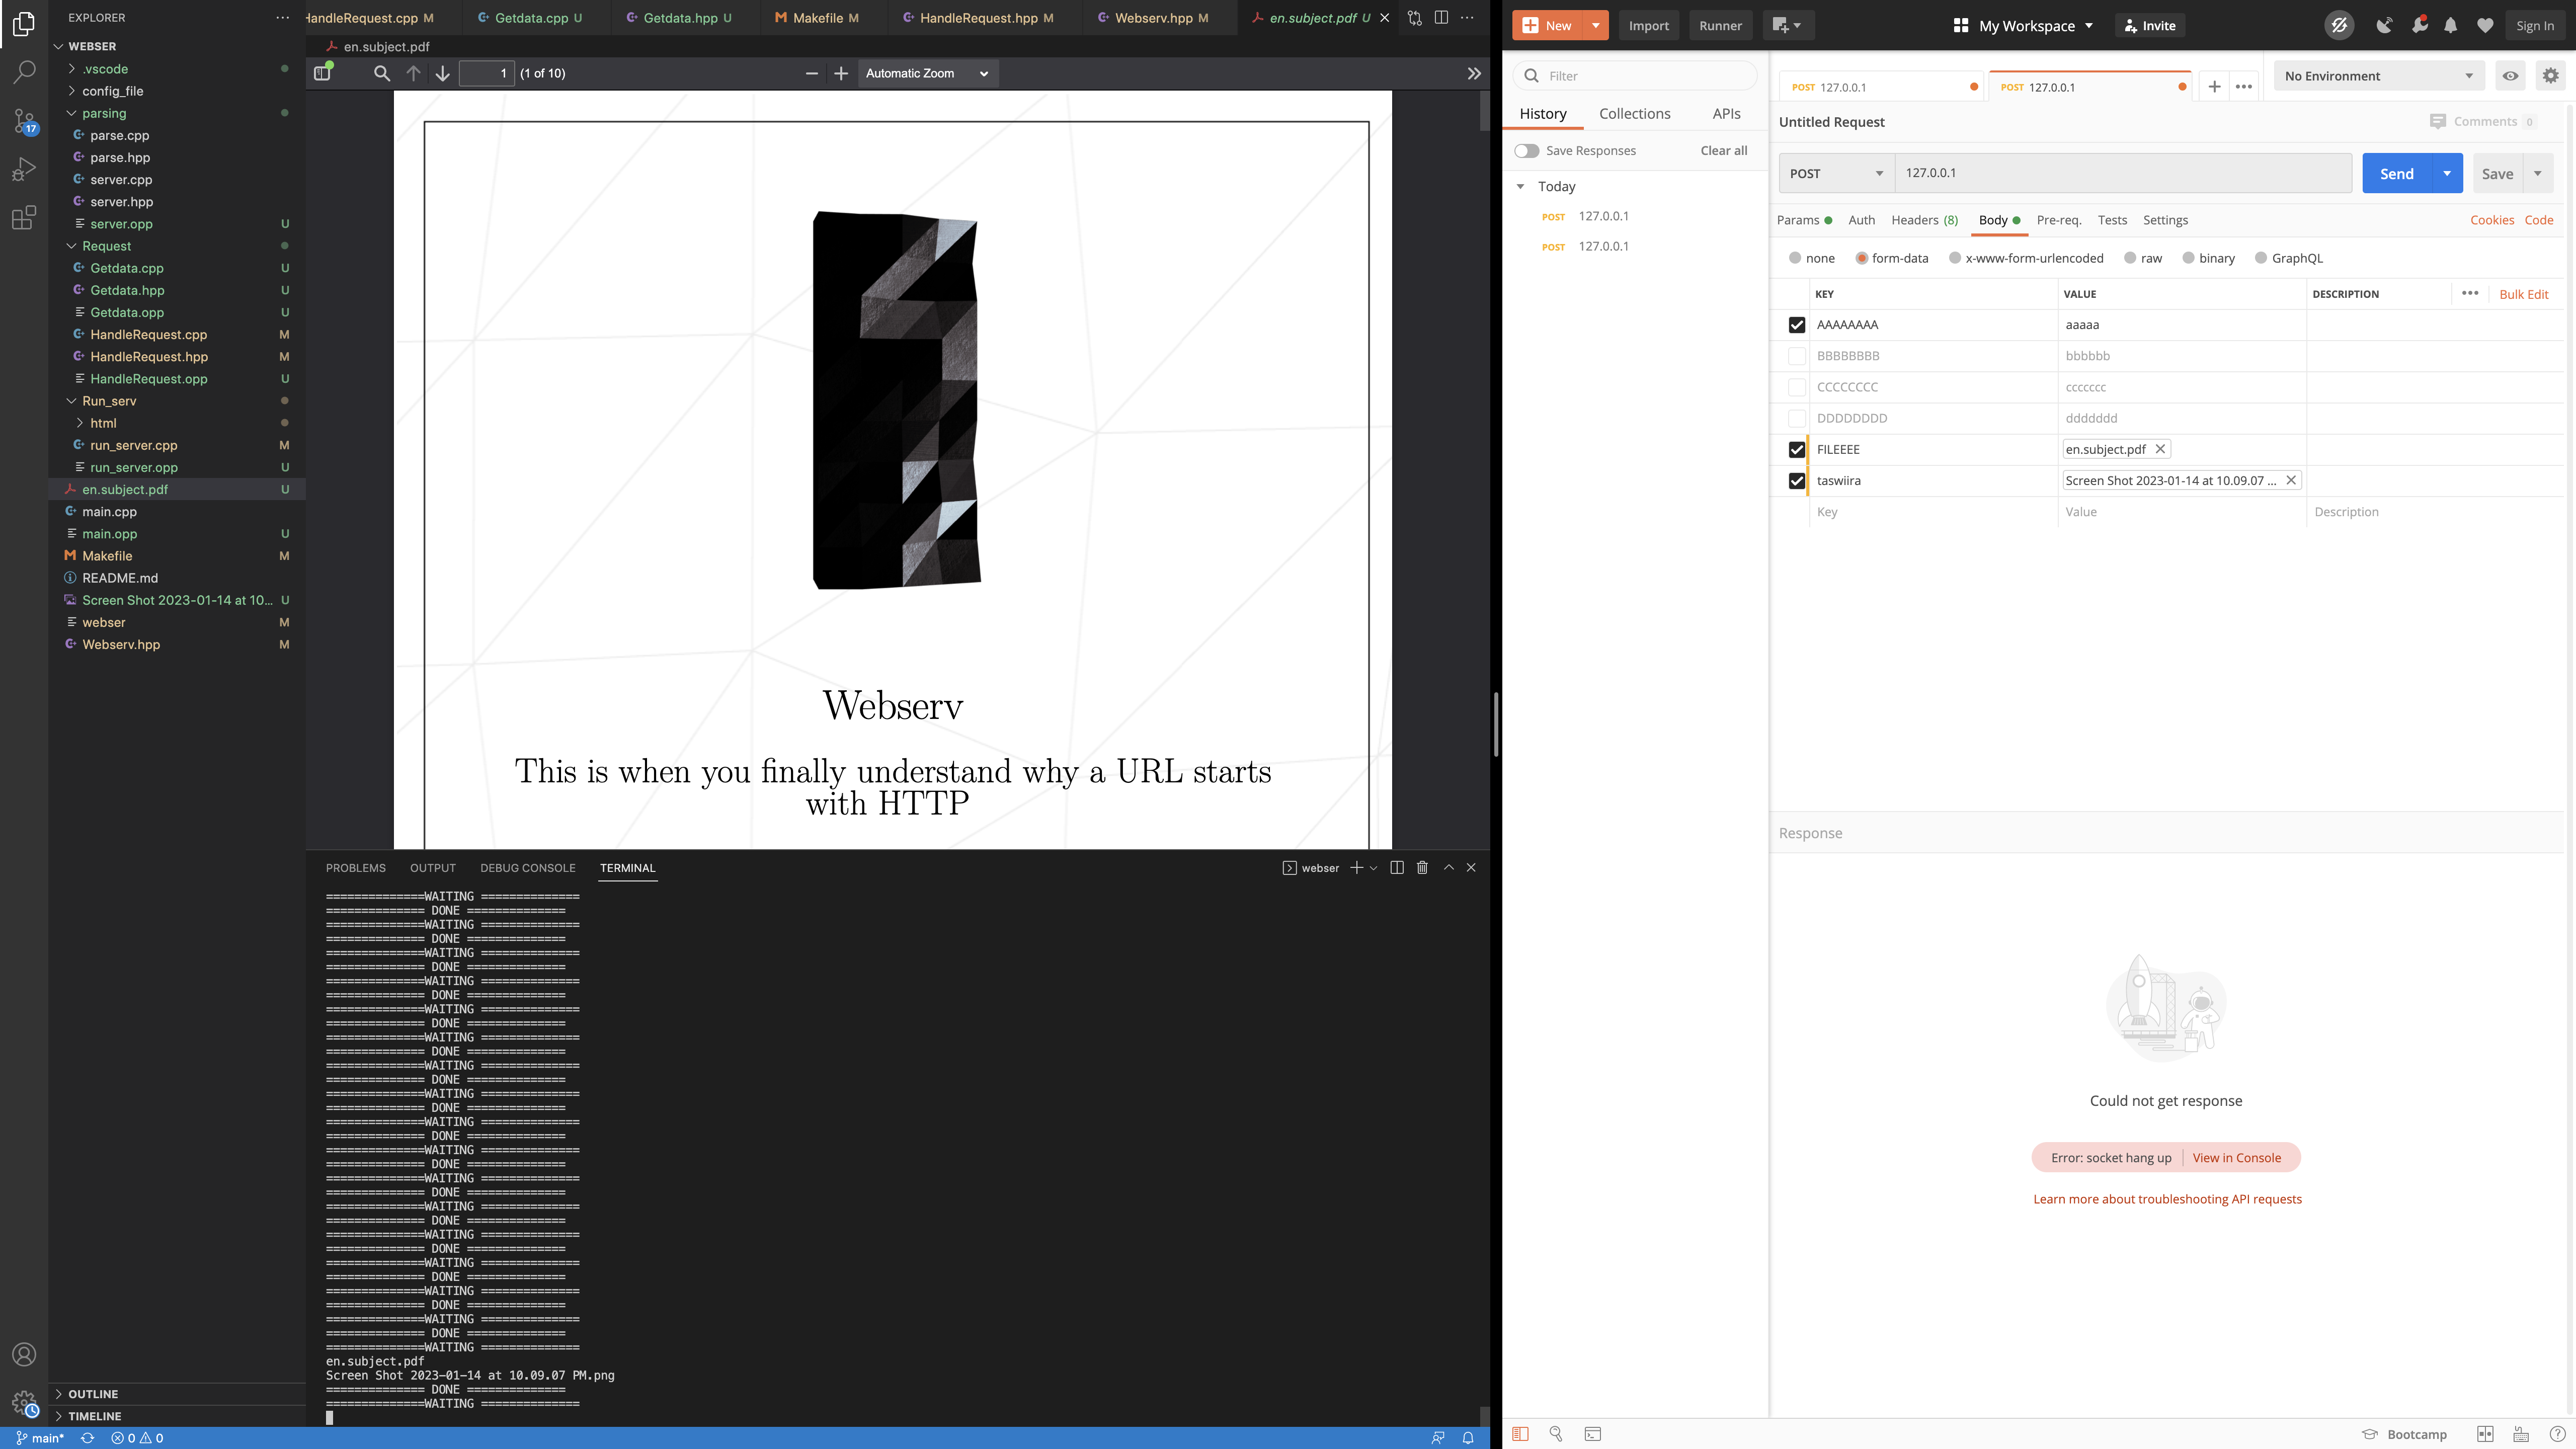 EXPLORER
WEBSER
.vscode
config_file
parsing
parse.cpp
parse.hpp
server.cpp
server.hpp
server.opp U
Request
Getdata.cpp U
Getdata.hpp U
Getdata.opp U
HandleRequest.cpp M
HandleRequest.hpp M
HandleRequest.opp U
Run_serv
html
run_server.cpp M
run_server.opp U
en.subject.pdf U
main.cpp
main.opp U
Makefile M
README.md
Screen Shot 2023-01-14 at 10... U
webser M
Webserv.hpp M
OUTLINE
TIMELINE
17
main* 0 0
HandleRequest.cpp M Getdata.cpp U Getdata.hpp U Makefile M HandleRequest.hpp M Webserv.hpp M en.subject.pdf U
en.subject.pdf
1 (1 of 10) Automatic Zoom
Webserv
This is when you finally understand why a URL starts
with HTTP
PROBLEMS OUTPUT DEBUG CONSOLE TERMINAL webser
==============WAITING ==============
============== DONE ==============
==============WAITING ==============
============== DONE ==============
==============WAITING ==============
============== DONE ==============
==============WAITING ==============
============== DONE ==============
==============WAITING ==============
============== DONE ==============
==============WAITING ==============
============== DONE ==============
==============WAITING ==============
============== DONE ==============
==============WAITING ==============
============== DONE ==============
==============WAITING ==============
============== DONE ==============
==============WAITING ==============
============== DONE ==============
==============WAITING ==============
============== DONE ==============
==============WAITING ==============
============== DONE ==============
==============WAITING ==============
============== DONE ==============
==============WAITING ==============
============== DONE ==============
==============WAITING ==============
============== DONE ==============
==============WAITING ==============
============== DONE ==============
==============WAITING ==============
en.subject.pdf
Screen Shot 2023-01-14 at 10.09.07 PM.png
============== DONE ==============
==============WAITING ==============
New Import Runner My Workspace Invite Sign In
Filter
History Collections APIs
Save Responses Clear all
Today
POST 127.0.0.1
POST 127.0.0.1
POST 127.0.0.1 POST 127.0.0.1 No Environment
Untitled Request Comments 0
POST 127.0.0.1 Send Save
Params Auth Headers (8) Body Pre-req. Tests Settings Cookies Code
none form-data x-www-form-urlencoded raw binary GraphQL
KEY VALUE DESCRIPTION Bulk Edit
AAAAAAAA aaaaa
BBBBBBBB bbbbbb
CCCCCCCC ccccccc
DDDDDDDD ddddddd
FILEEEE en.subject.pdf
taswiira Screen Shot 2023-01-14 at 10.09.07 ...
Key Value Description
Response
Could not get response
Error: socket hang up View in Console
Learn more about troubleshooting API requests
Bootcamp